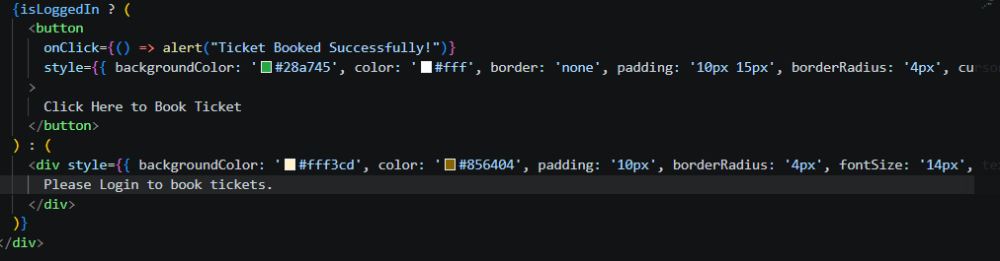 {isLoggedIn ? (
<button
onClick={() => alert("Ticket Booked Successfully!")}
style={{ backgroundColor: '#28a745', color: '#fff', border: 'none', padding: '10px 15px', borderRadius: '4px', cu
>
Click Here to Book Ticket
</button>
) : (
<div style={{ backgroundColor: '#fff3cd', color: '#856404', padding: '10px', borderRadius: '4px', fontSize: '14px',
Please Login to book tickets.
</div>
)}
</div>